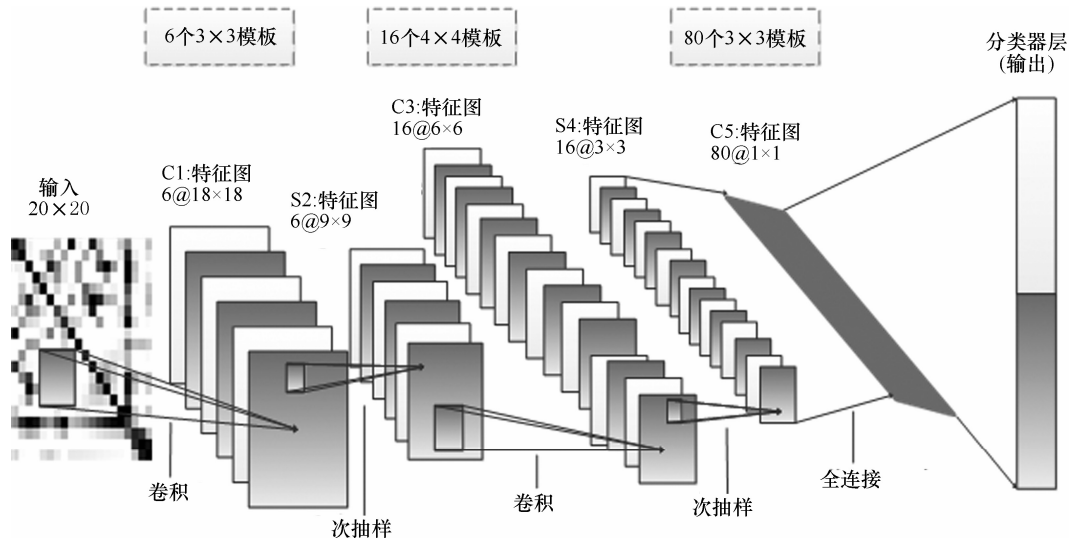 6个3×3模板
16个4×4模板
80个3×3模板
分类器层
(输出)
C3:特征图
16@6×6
S4:特征图
16@3×3
C5:特征图
80@1×1
C1:特征图
6@18×18
S2:特征图
6@9×9
输入
20×20
卷积
次抽样
卷积
次抽样
全连接